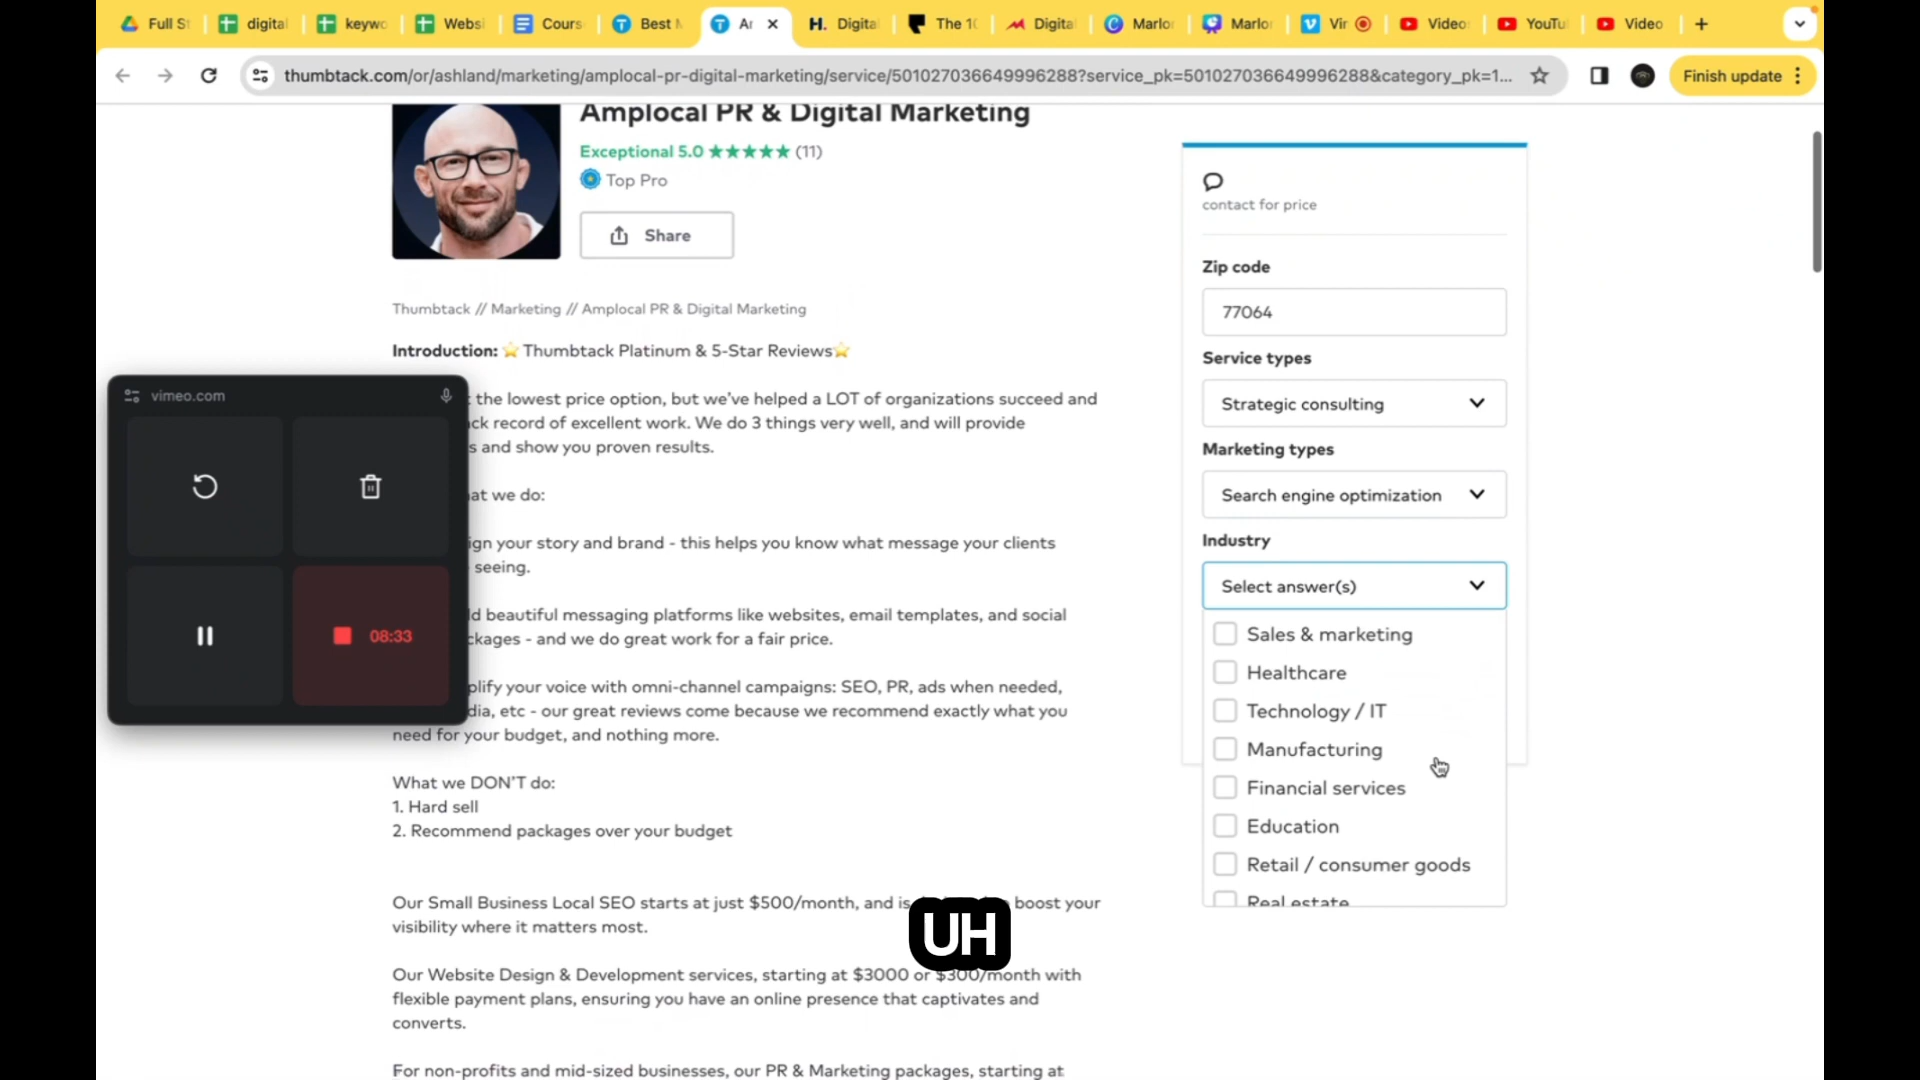 Full St
digital
keywo
Websi
Cours
Best M
Ar
Digital
The 10
Digital
Marlo
Marlo
Vir
Video
YouTu
Video
thumbtack.com/or/ashland/marketing/amplocal-pr-digital-marketing/service/501027036649996288?service_pk=501027036649996288&category_pk=1...
Finish update
Amplocal PR & Digital Marketing
Exceptional 5.0 ★★★★★ (11)
Top Pro
Share
Thumbtack // Marketing // Amplocal PR & Digital Marketing
Introduction: ⭐ Thumbtack Platinum & 5-Star Reviews⭐
the lowest price option, but we've helped a LOT of organizations succeed and
ck record of excellent work. We do 3 things very well, and will provide
s and show you proven results.
at we do:
ign your story and brand - this helps you know what message your clients
seeing.
ld beautiful messaging platforms like websites, email templates, and social
ckages - and we do great work for a fair price.
plify your voice with omni-channel campaigns: SEO, PR, ads when needed,
dia, etc - our great reviews come because we recommend exactly what you
need for your budget, and nothing more.
What we DON'T do:
1. Hard sell
2. Recommend packages over your budget
Our Small Business Local SEO starts at just $500/month, and is boost your
visibility where it matters most.
Our Website Design & Development services, starting at $3000 or $300/month with
flexible payment plans, ensuring you have an online presence that captivates and
converts.
For non-profits and mid-sized businesses, our PR & Marketing packages, starting at
vimeo.com
08:33
UH
contact for price
Zip code
77064
Service types
Strategic consulting
Marketing types
Search engine optimization
Industry
Select answer(s)
Sales & marketing
Healthcare
Technology / IT
Manufacturing
Financial services
Education
Retail / consumer goods
Real estate